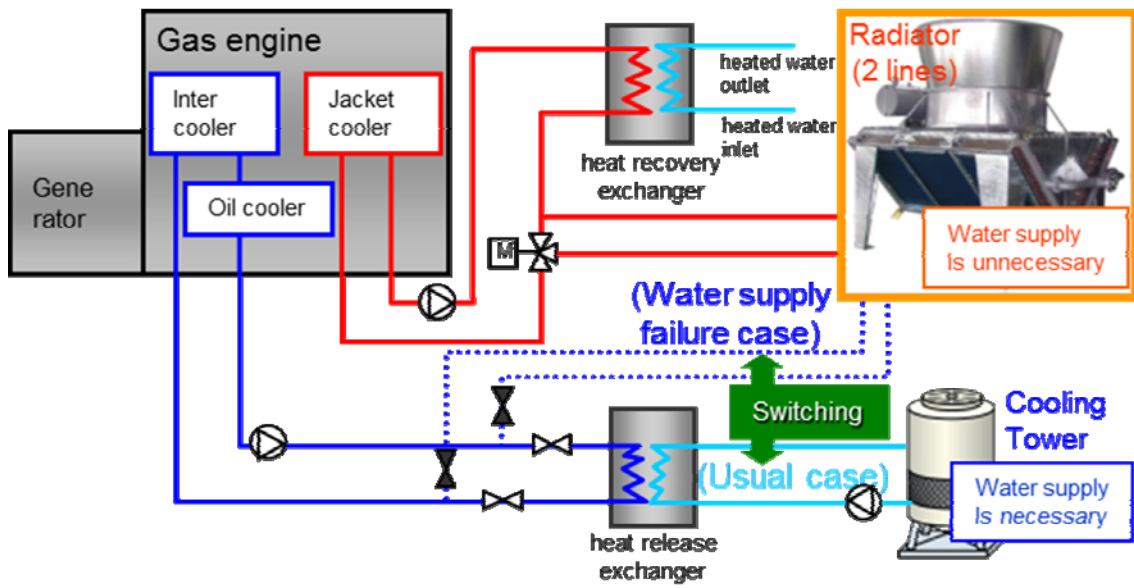 Gas engine
Inter
cooler
Jacket
cooler
Oil cooler
Gene
rator
M
heated water
outlet
heated water
inlet
heat recovery
exchanger
Radiator
(2 lines)
Water supply
Is unnecessary
(Water supply
failure case)
Switching
(Usual case)
heat release
exchanger
Cooling
Tower
Water supply
Is necessary